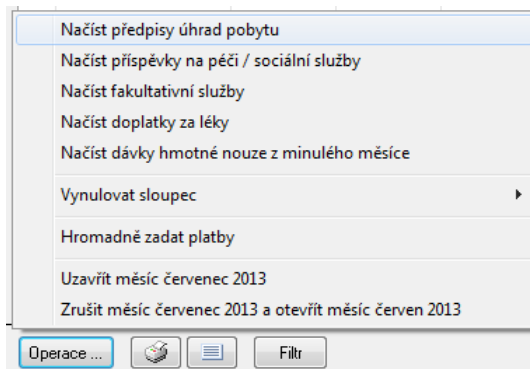 Načíst předpisy úhrad pobytu
Načíst příspěvky na péči / sociální služby
Načíst fakultativní služby
Načíst doplatky za léky
Načíst dávky hmotné nouze z minulého měsíce
Vynulovat sloupec
Hromadně zadat platby
Uzavřít měsíc červenec 2013
Zrušit měsíc červenec 2013 a otevřít měsíc červen 2013
Operace ...
Filtr